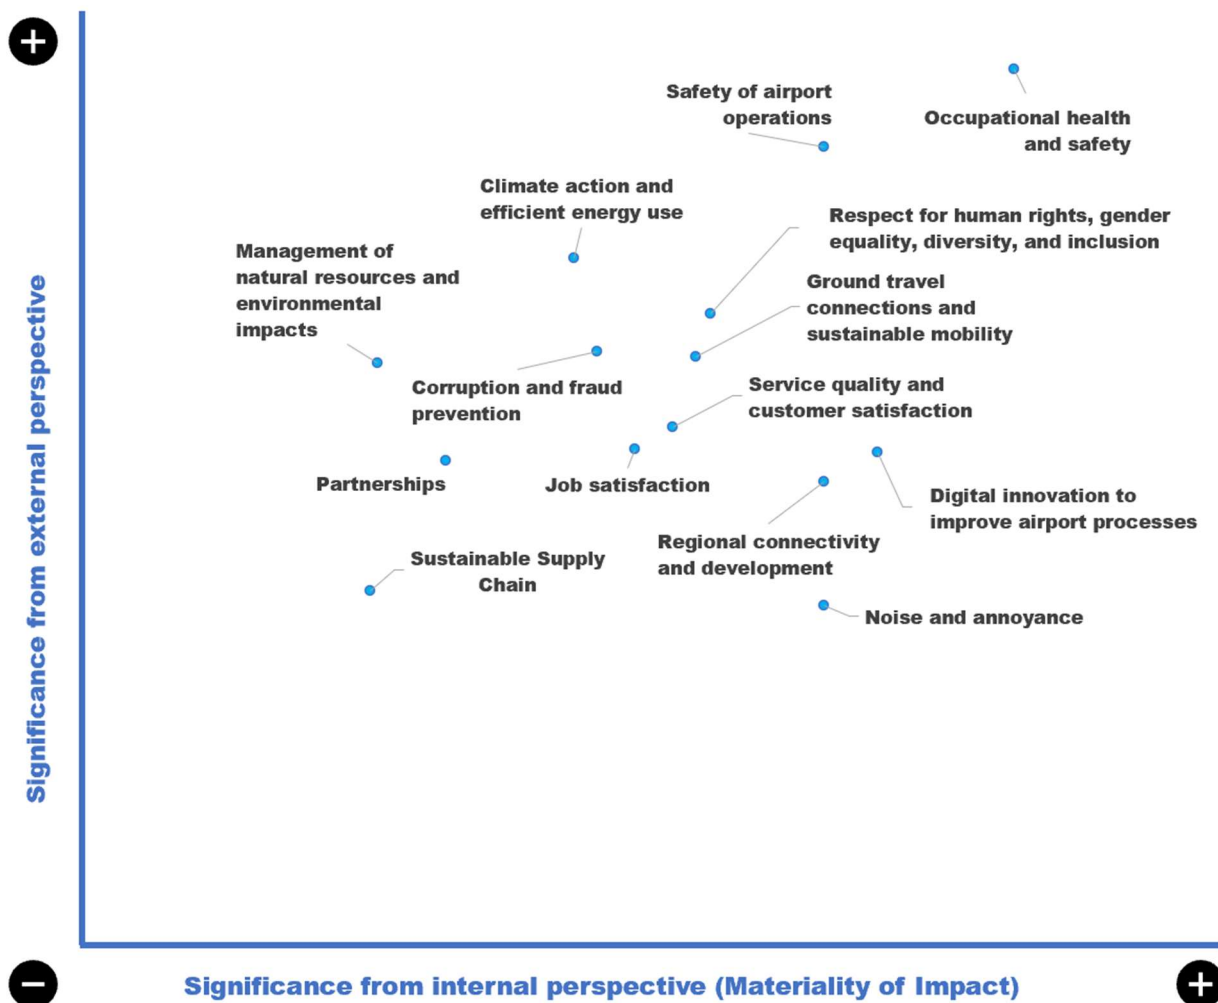 +
Safety of airport
operations
Occupational health
and safety
Climate action and
efficient energy use
Respect for human rights, gender
equality, diversity, and inclusion
Management of
natural resources and
environmental
impacts
Ground travel
connections and
sustainable mobility
Corruption and fraud
prevention
Service quality and
customer satisfaction
Partnerships
Job satisfaction
Digital innovation to
improve airport processes
Regional connectivity
and development
Sustainable Supply
Chain
Noise and annoyance
Significance from external perspective
−
Significance from internal perspective (Materiality of Impact)
+